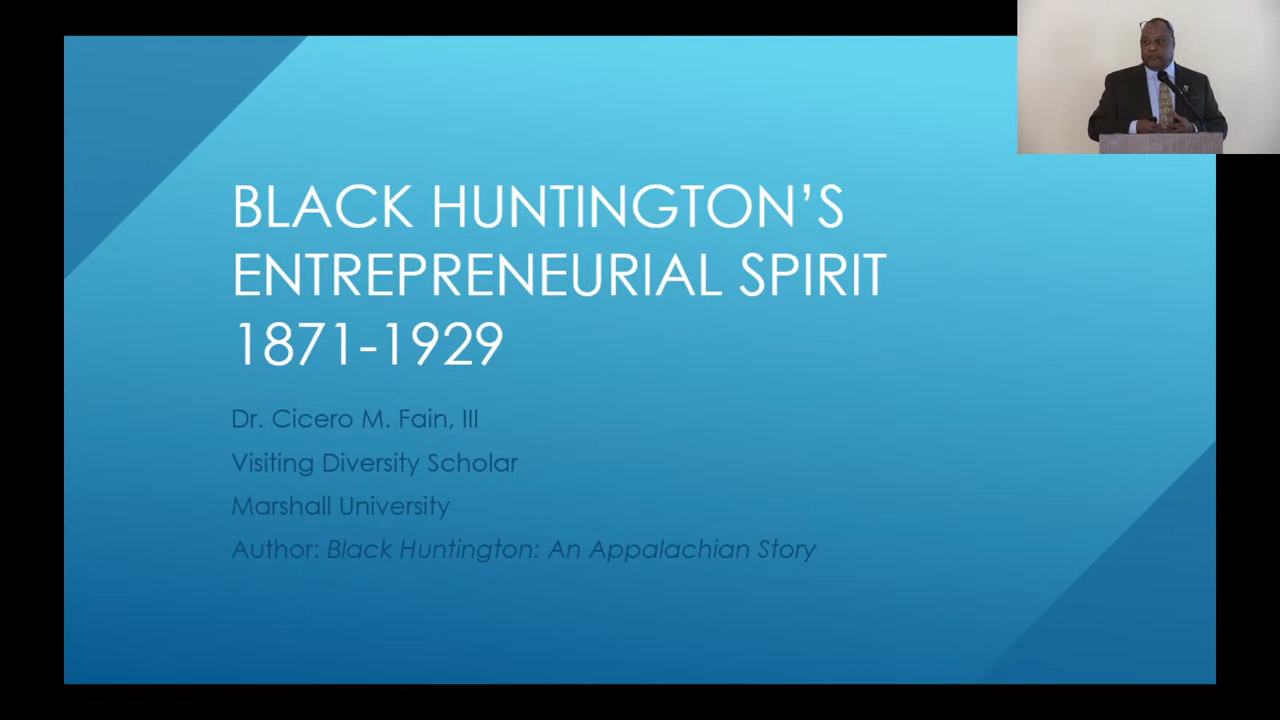 BLACK HUNTINGTON’S
ENTREPRENEURIAL SPIRIT
1871-1929
Dr. Cicero M. Fain, III
Visiting Diversity Scholar
Marshall University
Author: Black Huntington: An Appalachian Story